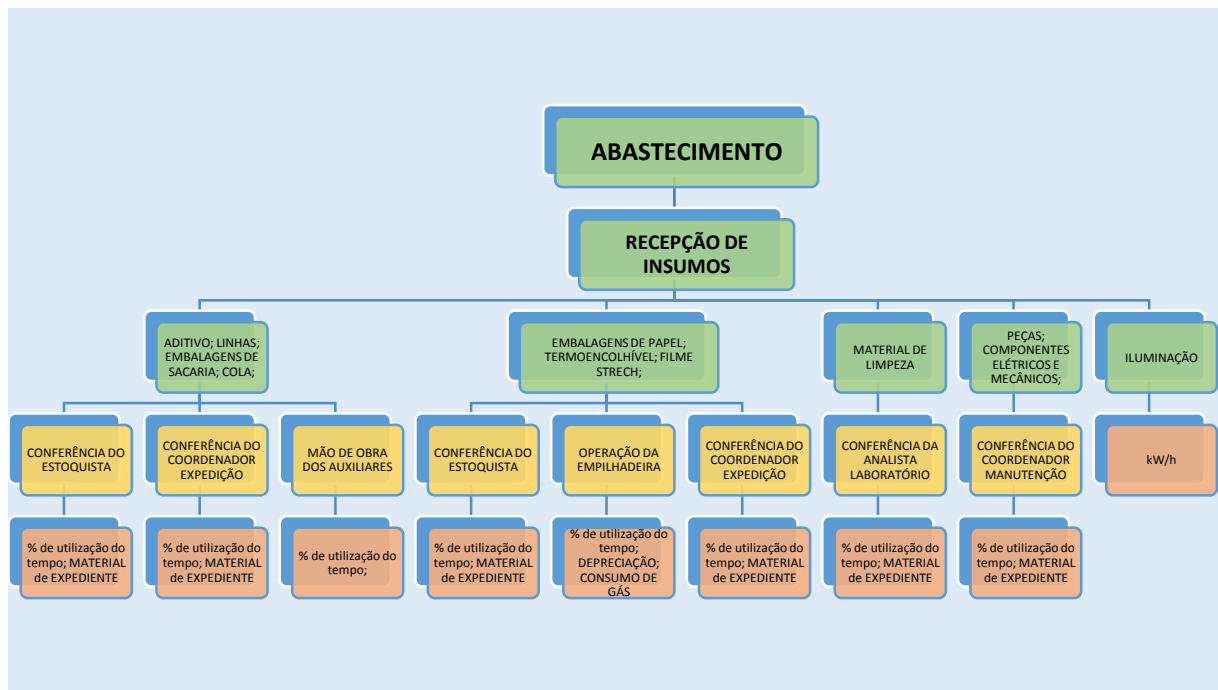 ABASTECIMENTO
RECEPÇÃO DE
INSUMOS
ADITIVO; LINHAS;
EMBALAGENS DE
SACARIA; COLA;
EMBALAGENS DE PAPEL;
TERMOENCOLHÍVEL; FILME
STRECH;
MATERIAL DE
LIMPEZA
PEÇAS;
COMPONENTES
ELÉTRICOS E
MECÂNICOS;
ILUMINAÇÃO
CONFERÊNCIA DO
ESTOQUISTA
CONFERÊNCIA DO
COORDENADOR
EXPEDIÇÃO
MÃO DE OBRA
DOS AUXILIARES
CONFERÊNCIA DO
ESTOQUISTA
OPERAÇÃO DA
EMPILHADEIRA
CONFERÊNCIA DO
COORDENADOR
EXPEDIÇÃO
CONFERÊNCIA DA
ANALISTA
LABORATÓRIO
CONFERÊNCIA DO
COORDENADOR
MANUTENÇÃO
kW/h
% de utilização do
tempo; MATERIAL
de EXPEDIENTE
% de utilização do
tempo; MATERIAL
de EXPEDIENTE
% de utilização do
tempo;
% de utilização do
tempo; MATERIAL
de EXPEDIENTE
% de utilização do
tempo;
DEPRECIAÇÃO;
CONSUMO DE
GÁS
% de utilização do
tempo; MATERIAL
de EXPEDIENTE
% de utilização do
tempo; MATERIAL
de EXPEDIENTE
% de utilização do
tempo; MATERIAL
de EXPEDIENTE